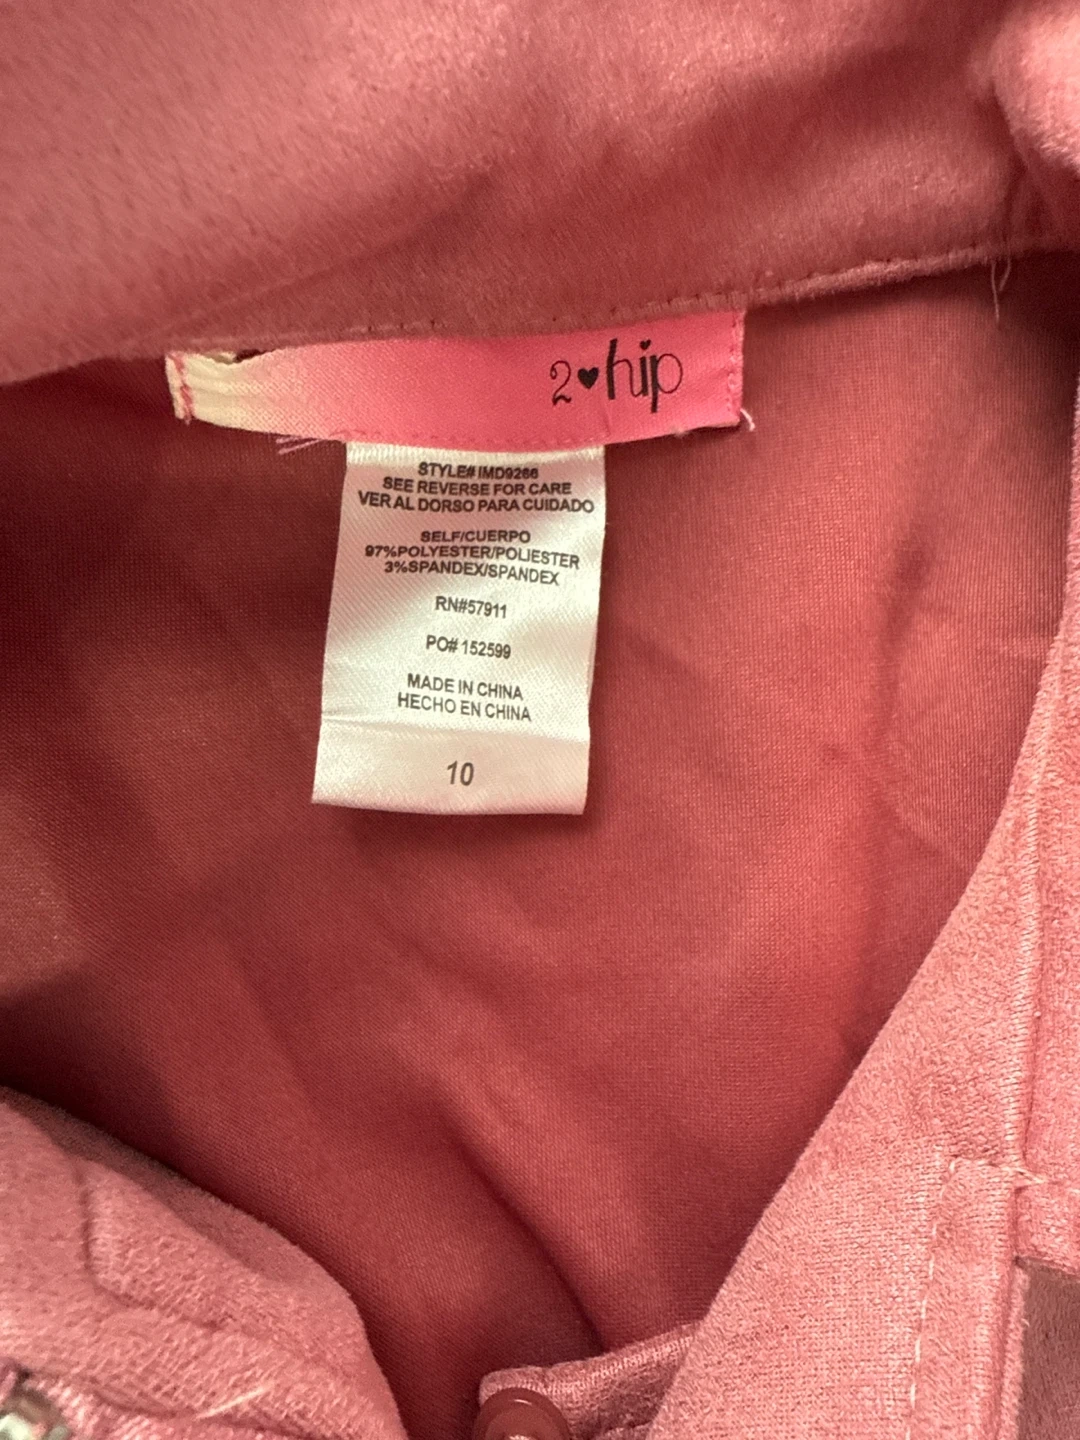 2♥hip
STYLE# IMD9266
SEE REVERSE FOR CARE
VER AL DORSO PARA CUIDADO
SELF/CUERPO
97%POLYESTER/POLIESTER
3%SPANDEX/SPANDEX
RN#57911
PO# 152599
MADE IN CHINA
HECHO EN CHINA
10